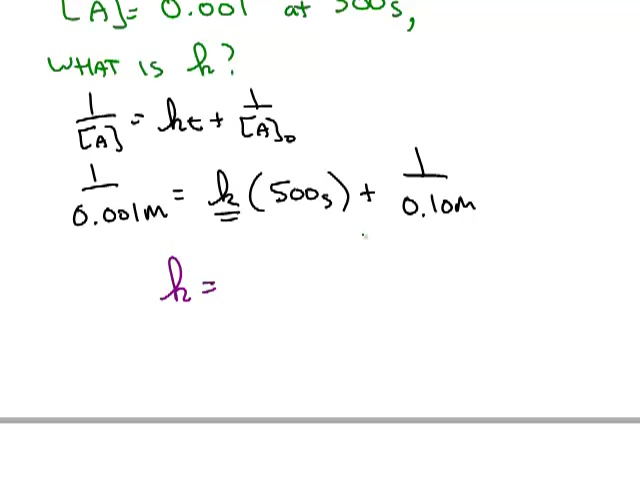 [A] = 0.001 at 500s,
WHAT IS k?
1/[A] = kt + 1/[A]₀
1/0.001M = k (500s) + 1/0.10M
k =